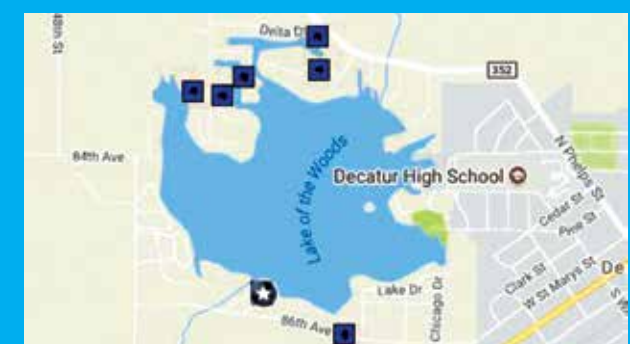 48th St
Delta D
352
N Phelps St
84th Ave
Lake of the Woods
Decatur High School
Cedar St
Pine St
De
Clark St
W St Marys St
S
Lake Dr
Chicago Dr
86th Ave